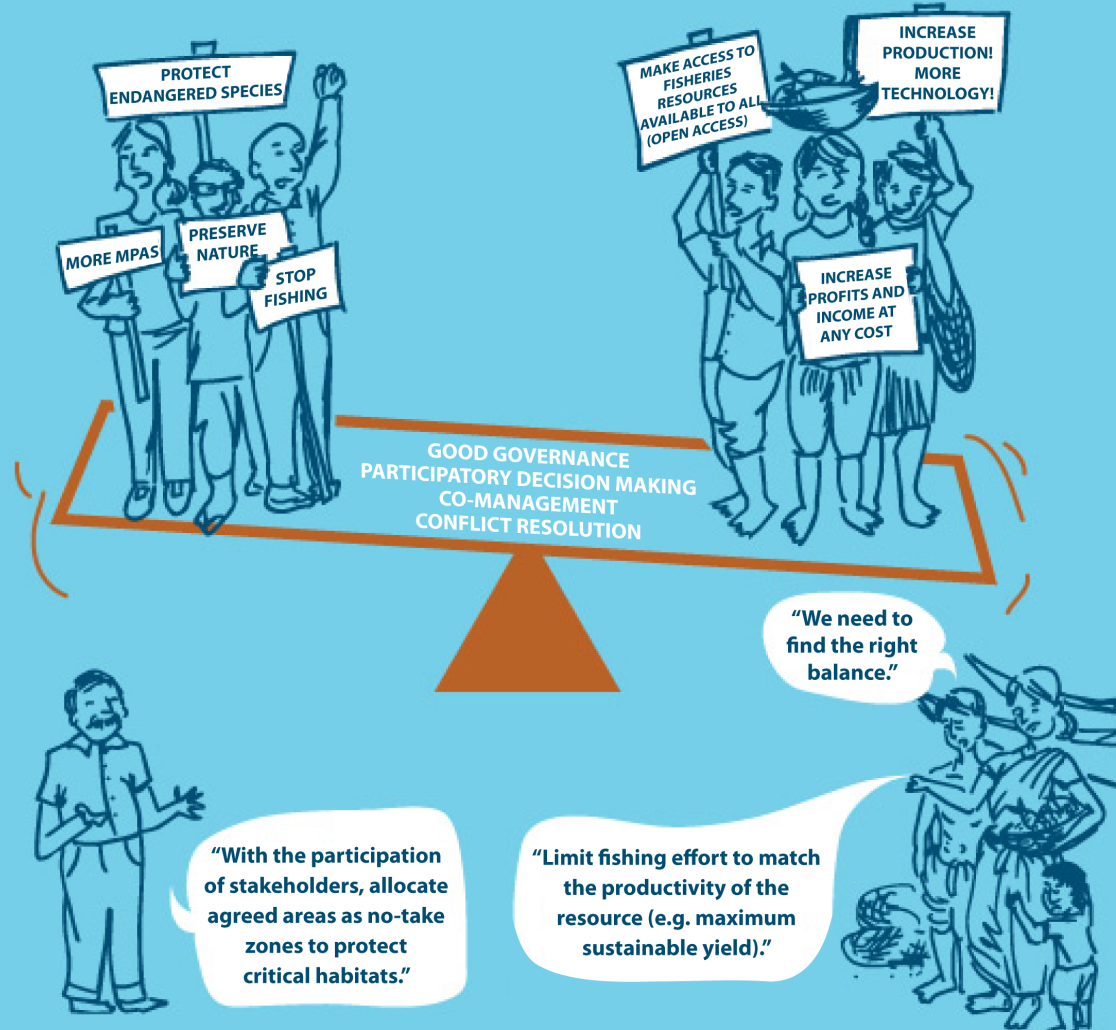 PROTECT
ENDANGERED SPECIES
MORE MPAS
PRESERVE
NATURE
STOP
FISHING
MAKE ACCESS TO
FISHERIES
RESOURCES
AVAILABLE TO ALL
(OPEN ACCESS)
INCREASE
PRODUCTION!
MORE
TECHNOLOGY!
INCREASE
PROFITS AND
INCOME AT
ANY COST
GOOD GOVERNANCE
PARTICIPATORY DECISION MAKING
CO-MANAGEMENT
CONFLICT RESOLUTION
“We need to
find the right
balance.”
“With the participation
of stakeholders, allocate
agreed areas as no-take
zones to protect
critical habitats.”
“Limit fishing effort to match
the productivity of the
resource (e.g. maximum
sustainable yield).”